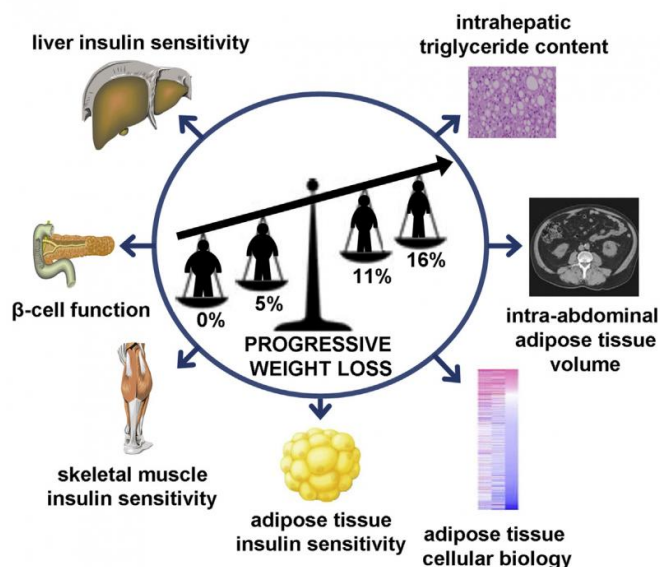 liver insulin sensitivity
intrahepatic
triglyceride content
β-cell function
0%
5%
11%
16%
PROGRESSIVE
WEIGHT LOSS
intra-abdominal
adipose tissue
volume
skeletal muscle
insulin sensitivity
adipose tissue
insulin sensitivity
adipose tissue
cellular biology